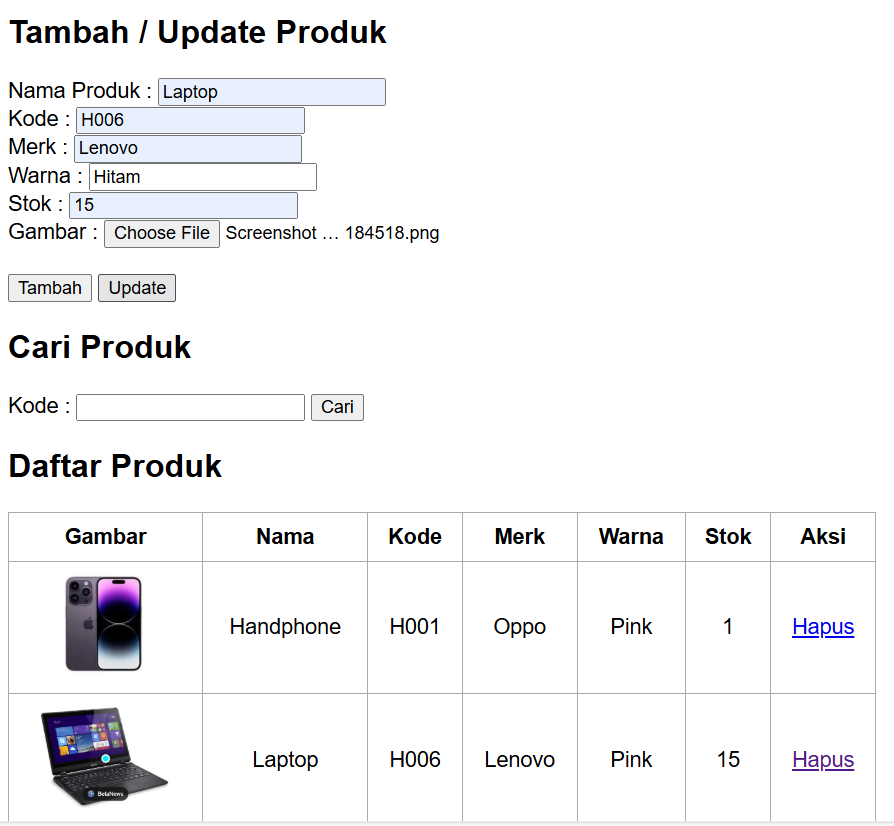 Tambah / Update Produk
Nama Produk : Laptop
Kode : H006
Merk : Lenovo
Warna : Hitam
Stok : 15
Gambar : Choose File Screenshot … 184518.png
Tambah Update
Cari Produk
Kode : Cari
Daftar Produk
Gambar Nama Kode Merk Warna Stok Aksi
Handphone H001 Oppo Pink 1 Hapus
Laptop H006 Lenovo Pink 15 Hapus
BetaNews